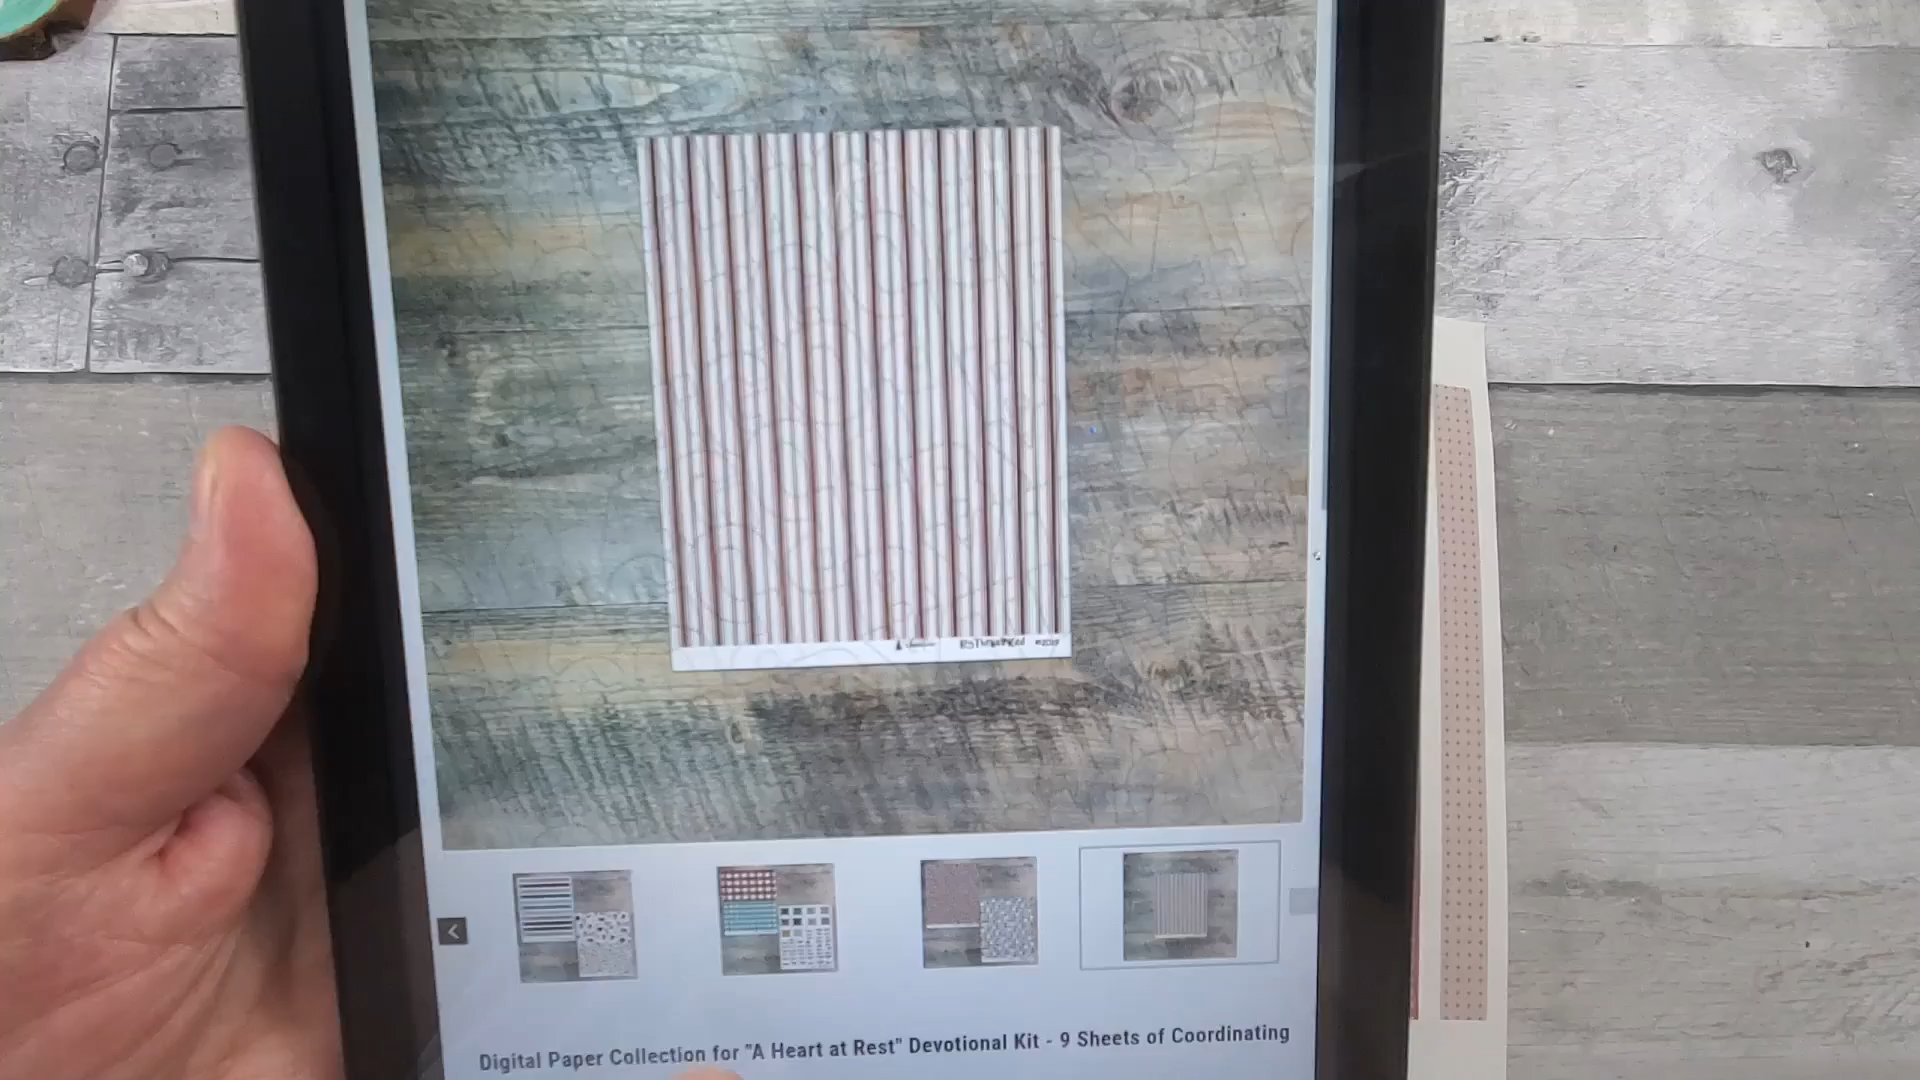 Digital Paper Collection for "A Heart at Rest" Devotional Kit - 9 Sheets of Coordinating